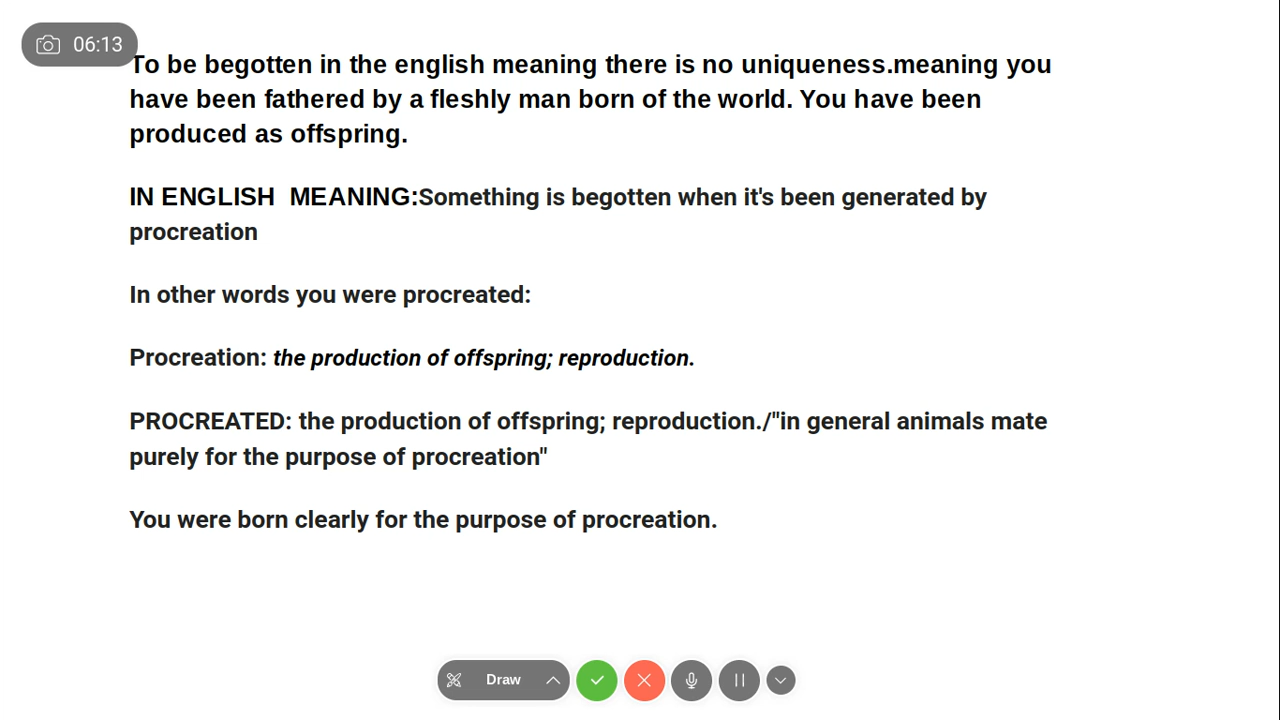 06:13
To be begotten in the english meaning there is no uniqueness.meaning you
have been fathered by a fleshly man born of the world. You have been
produced as offspring.
IN ENGLISH  MEANING:Something is begotten when it's been generated by
procreation
In other words you were procreated:
Procreation: the production of offspring; reproduction.
PROCREATED: the production of offspring; reproduction./"in general animals mate
purely for the purpose of procreation"
You were born clearly for the purpose of procreation.
Draw